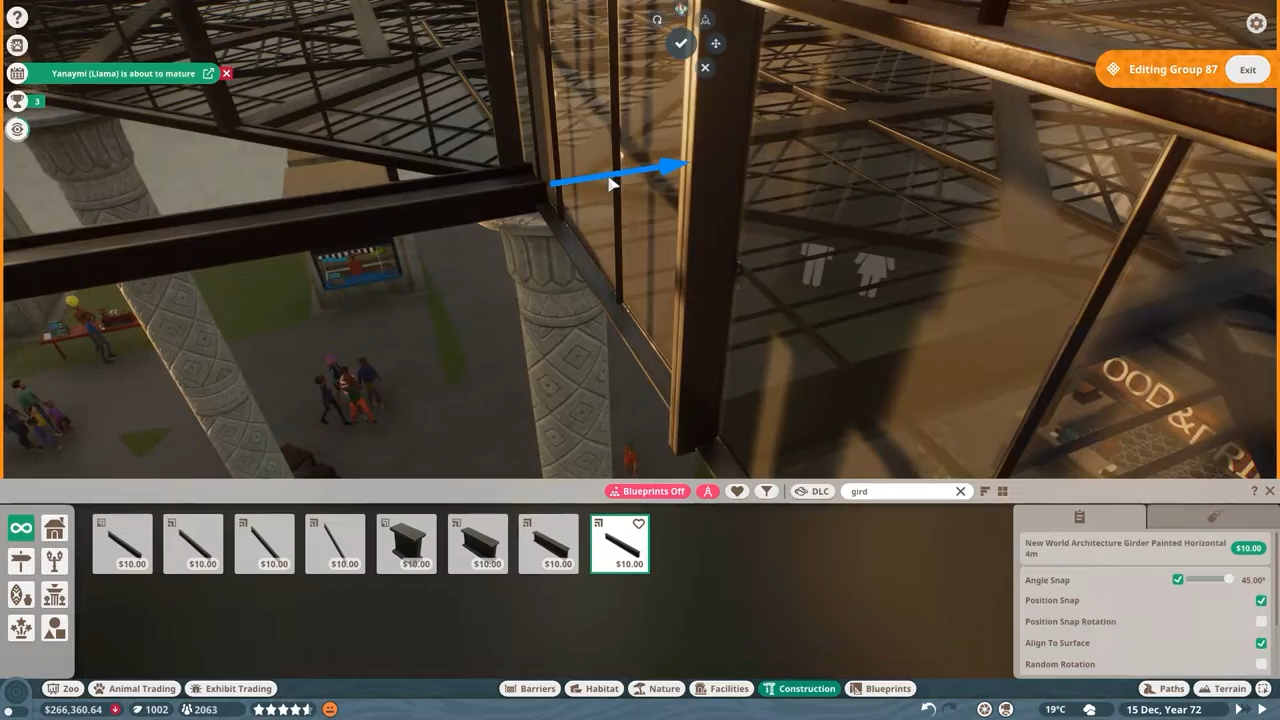 ?
Yanaymi (Llama) is about to mature
3
Editing Group 87
Exit
Blueprints Off
DLC
gird
?
$10.00
$10.00
$10.00
$10.00
$10.00
$10.00
$10.00
$10.00
New World Architecture Girder Painted Horizontal
4m
$10.00
Angle Snap
45.00°
Position Snap
Position Snap Rotation
Align To Surface
Random Rotation
Zoo
Animal Trading
Exhibit Trading
Barriers
Habitat
Nature
Facilities
Construction
Blueprints
Paths
Terrain
$266,360.64
1002
2063
19°C
15 Dec, Year 72